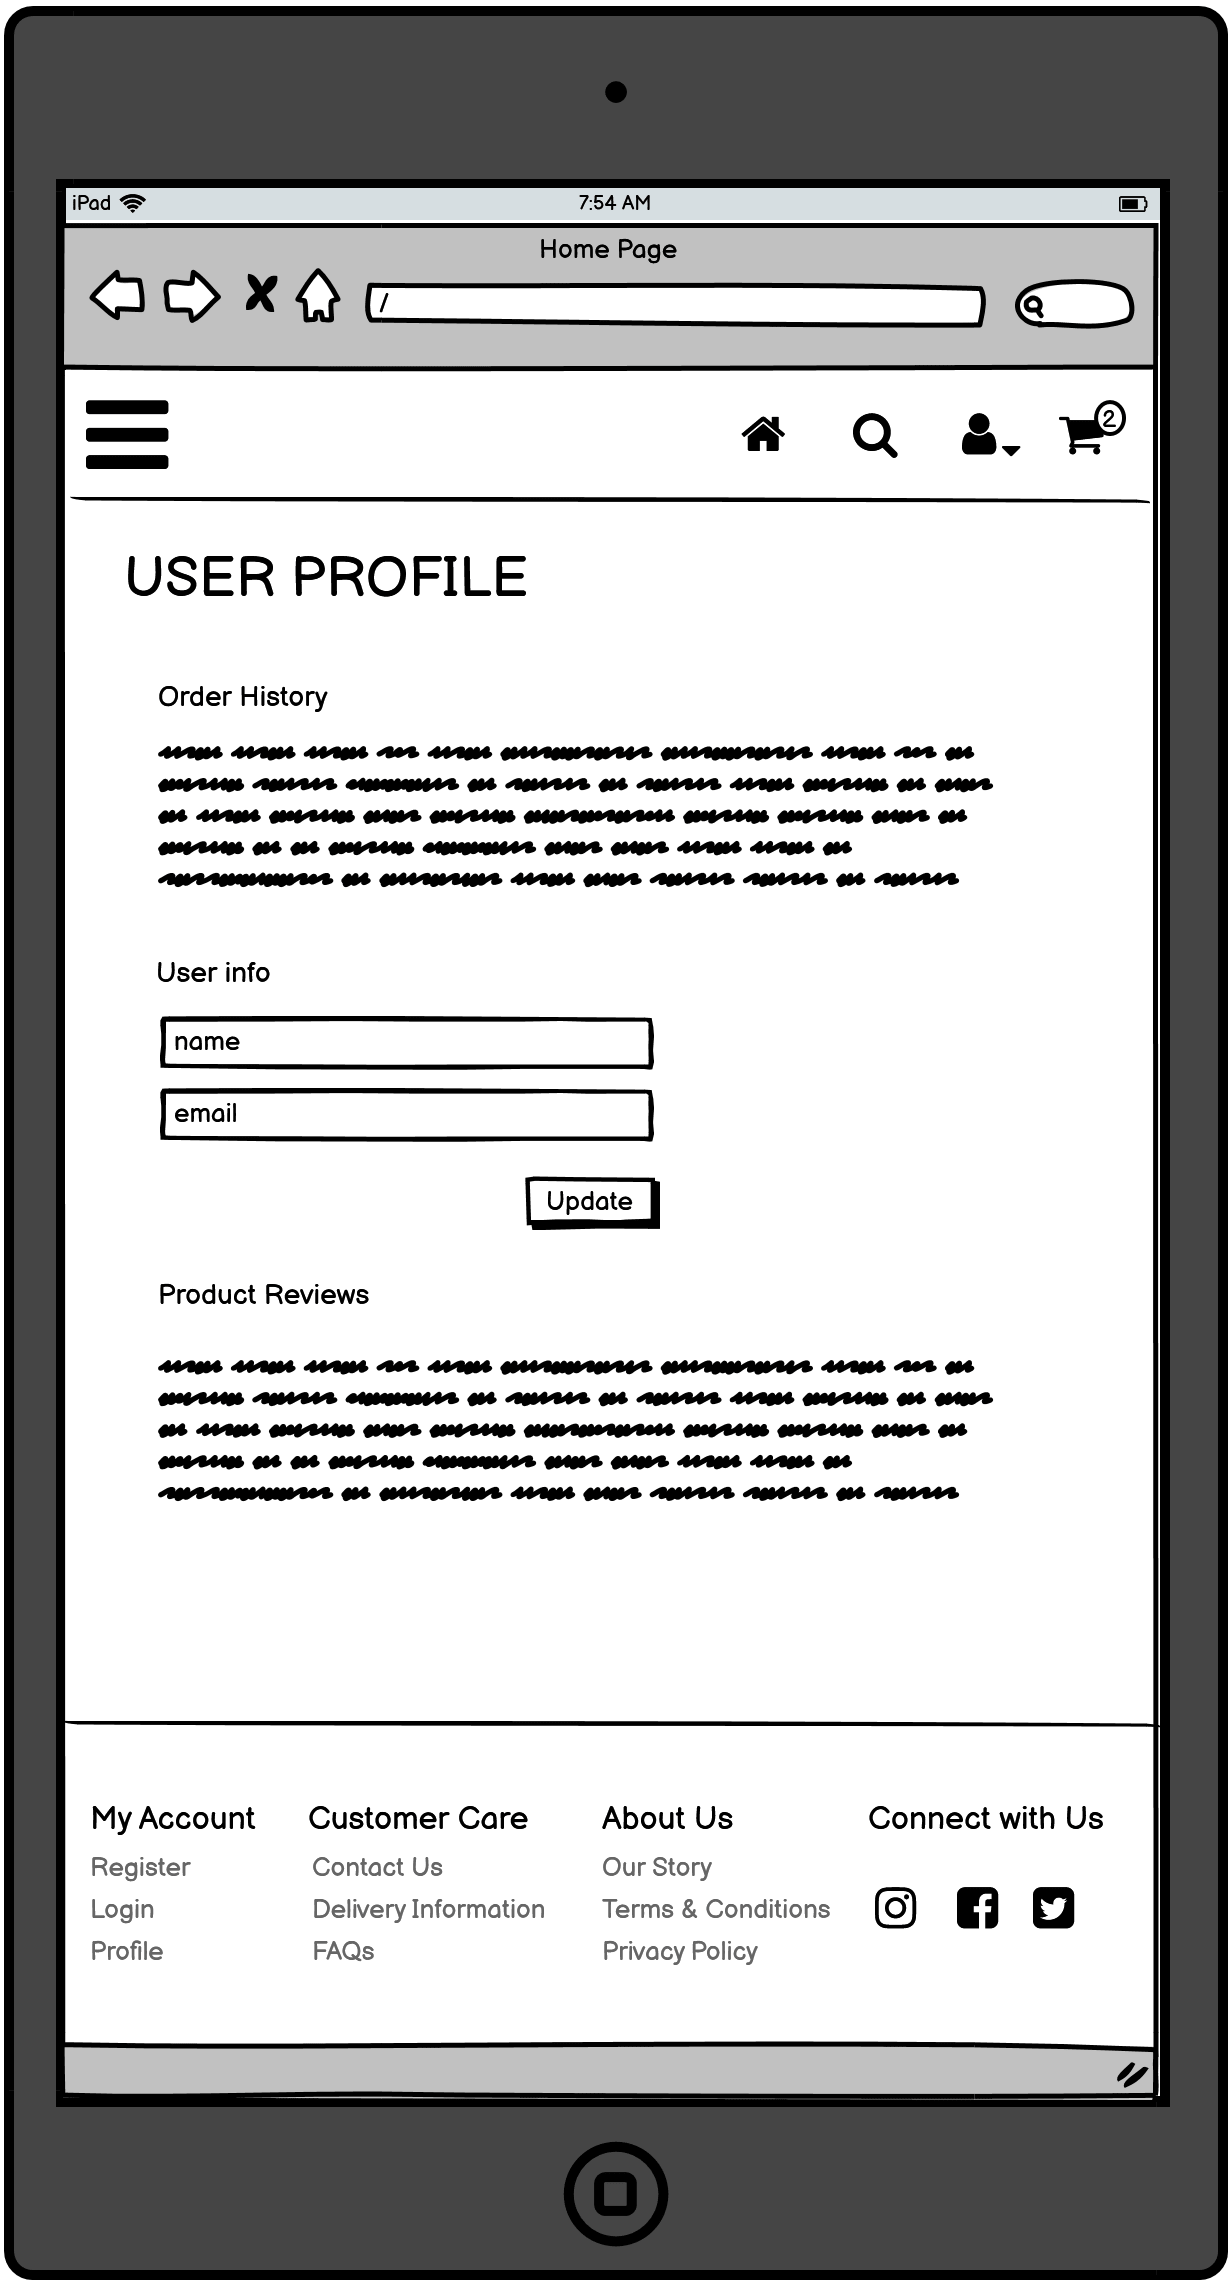 iPad 7:54 AM
Home Page
/
2
USER PROFILE
Order History
User info
name
email
Update
Product Reviews
My Account Customer Care About Us Connect with Us
Register Contact Us Our Story
Login Delivery Information Terms & Conditions
Profile FAQs Privacy Policy